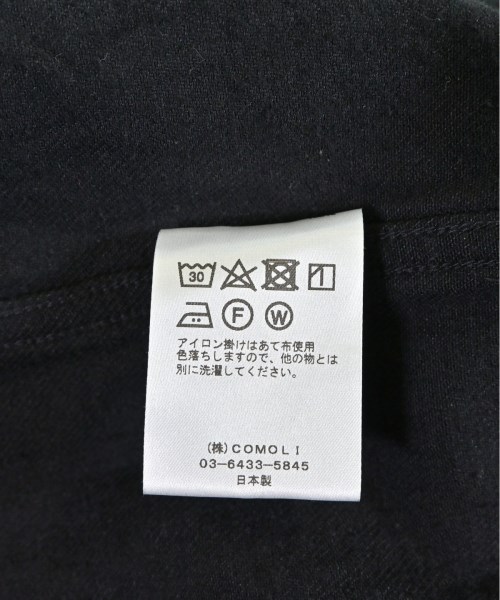 30
F W
アイロン掛けはあて布使用
色落ちしますので、他の物とは
別に洗濯してください。
(株)COMOLI
03-6433-5845
日本製